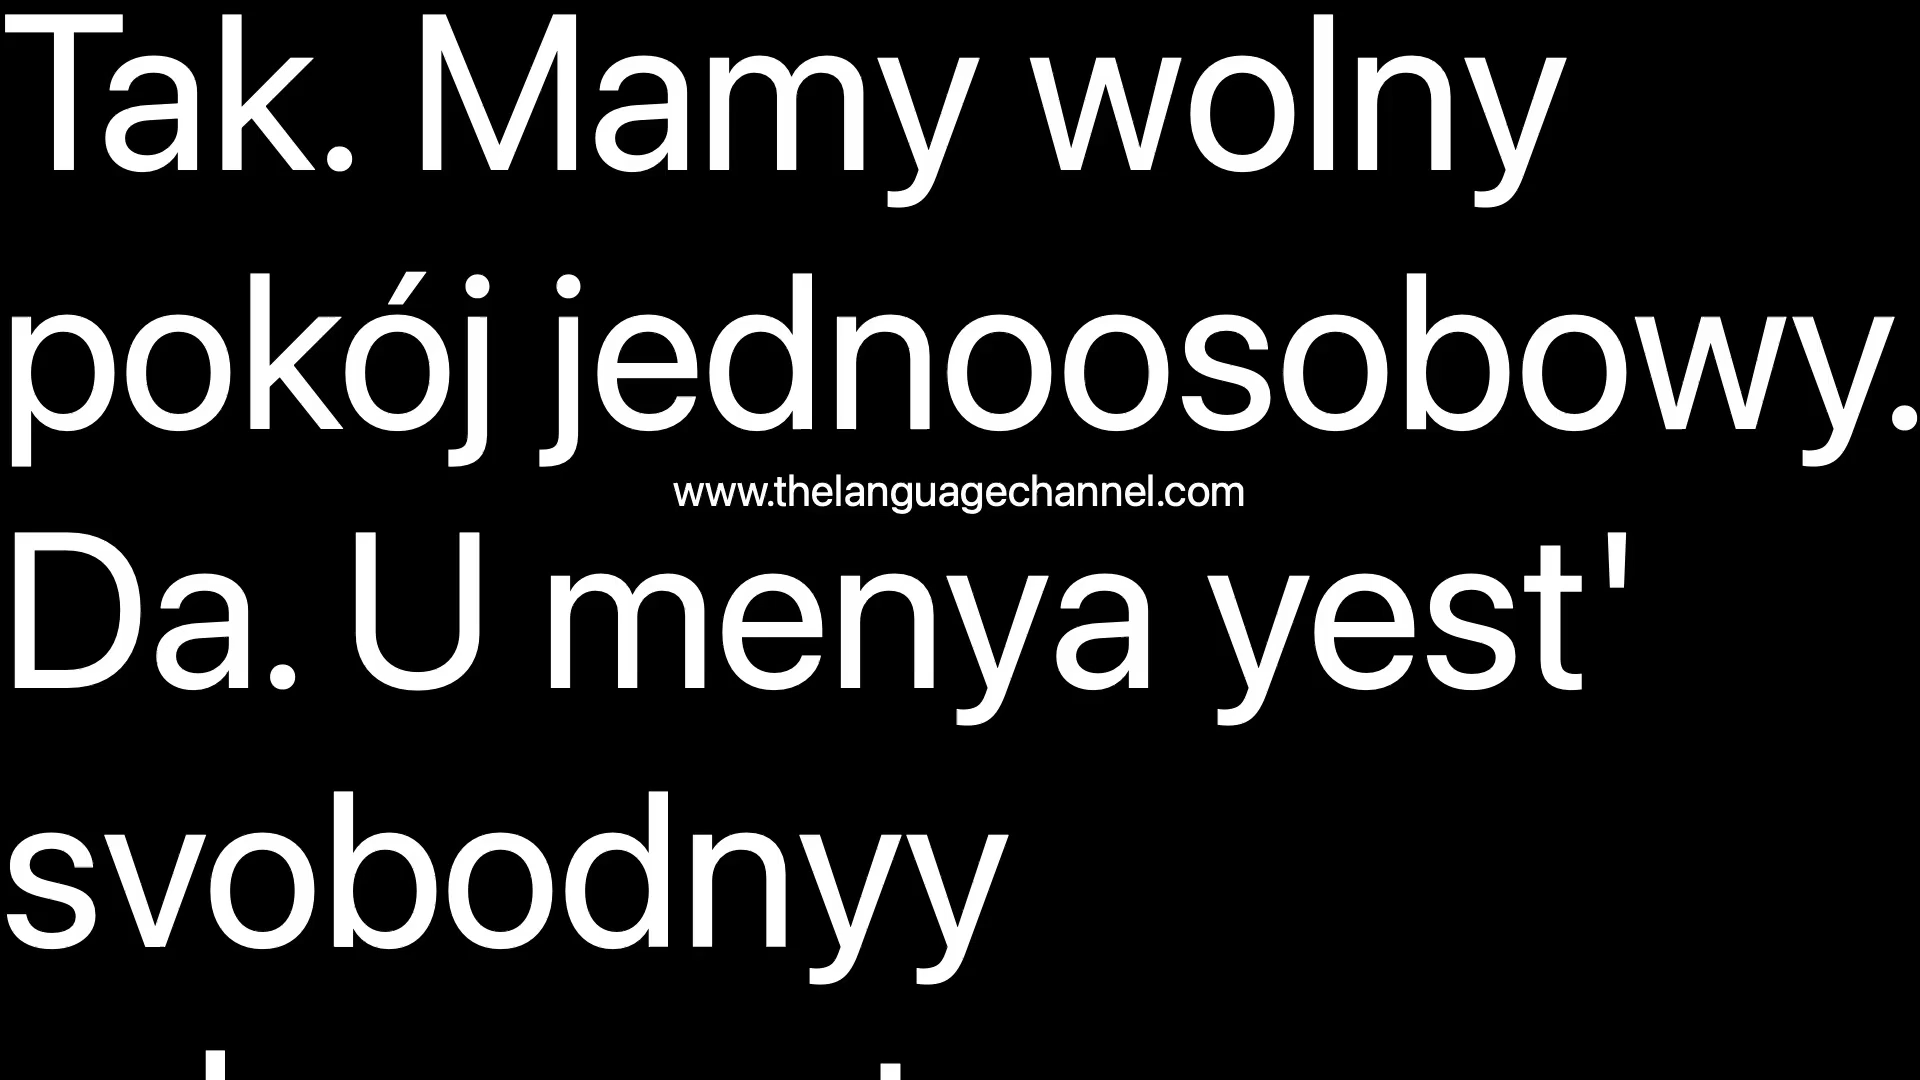 Tak. Mamy wolny
pokój jednoosobowy.
www.thelanguagechannel.com
Da. U menya yest'
svobodnyy